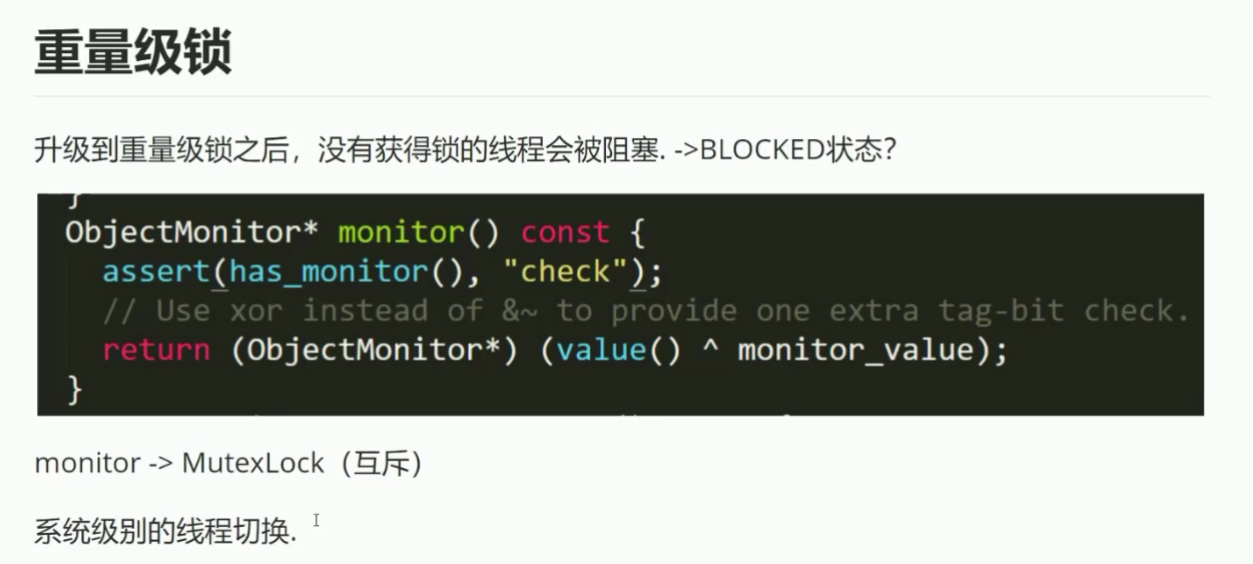 重量级锁
升级到重量级锁之后，没有获得锁的线程会被阻塞. ->BLOCKED状态？
}
ObjectMonitor* monitor() const {
assert(has_monitor(), "check");
// Use xor instead of &~ to provide one extra tag-bit check.
return (ObjectMonitor*) (value() ^ monitor_value);
}
monitor -> MutexLock（互斥）
系统级别的线程切换.